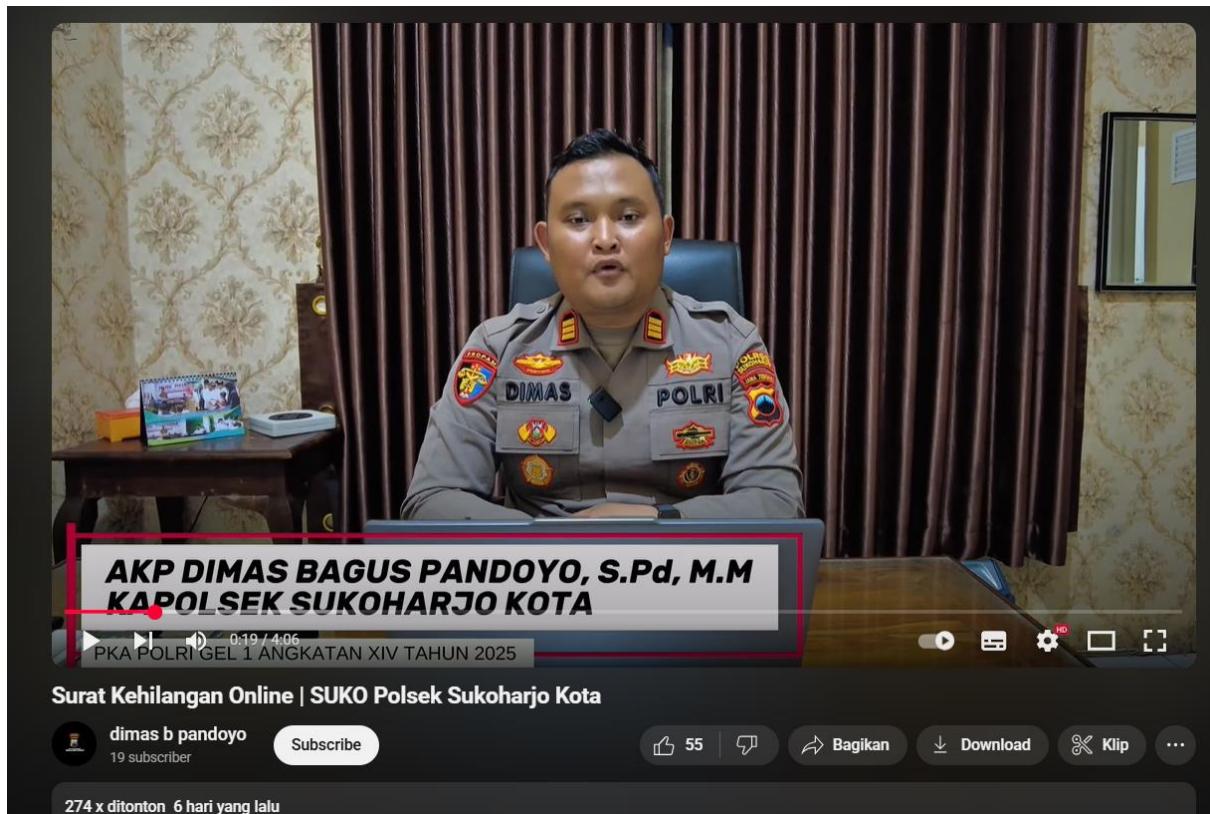 PROPAM
DIMAS
POLRI
AKP DIMAS BAGUS PANDOYO, S.Pd, M.M
KAPOLSEK SUKOHARJO KOTA
0:19 / 4:06
HD
PKA POLRI GEL 1 ANGKATAN XIV TAHUN 2025
Surat Kehilangan Online | SUKO Polsek Sukoharjo Kota
dimas b pandoyo
19 subscriber
Subscribe
55
Bagikan
Download
Klip
274 x ditonton 6 hari yang lalu